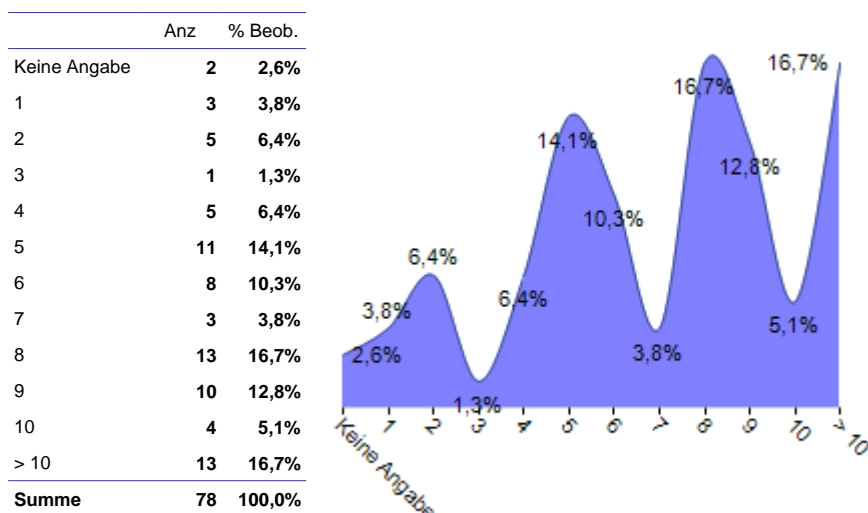 Anz % Beob.
Keine Angabe 2 2,6%
1 3 3,8%
2 5 6,4%
3 1 1,3%
4 5 6,4%
5 11 14,1%
6 8 10,3%
7 3 3,8%
8 13 16,7%
9 10 12,8%
10 4 5,1%
> 10 13 16,7%
Summe 78 100,0%
2,6%
3,8%
6,4%
1,3%
6,4%
14,1%
10,3%
3,8%
16,7%
12,8%
5,1%
16,7%
Keine Angabe
1
2
3
4
5
6
7
8
9
10
> 10